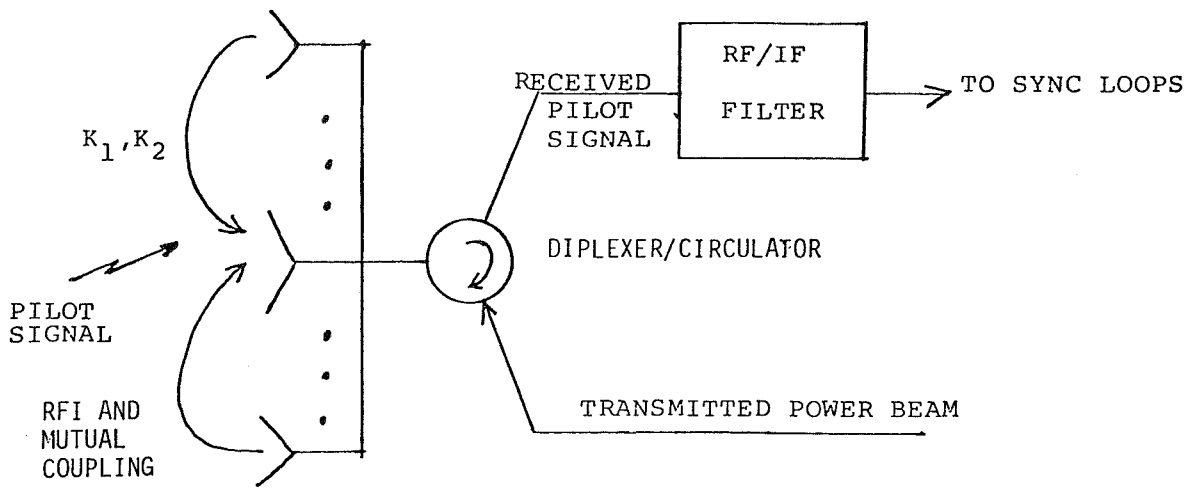 RF/IF
FILTER
RECEIVED
PILOT
SIGNAL
TO SYNC LOOPS
K1,K2
DIPLEXER/CIRCULATOR
PILOT
SIGNAL
RFI AND
MUTUAL
COUPLING
TRANSMITTED POWER BEAM